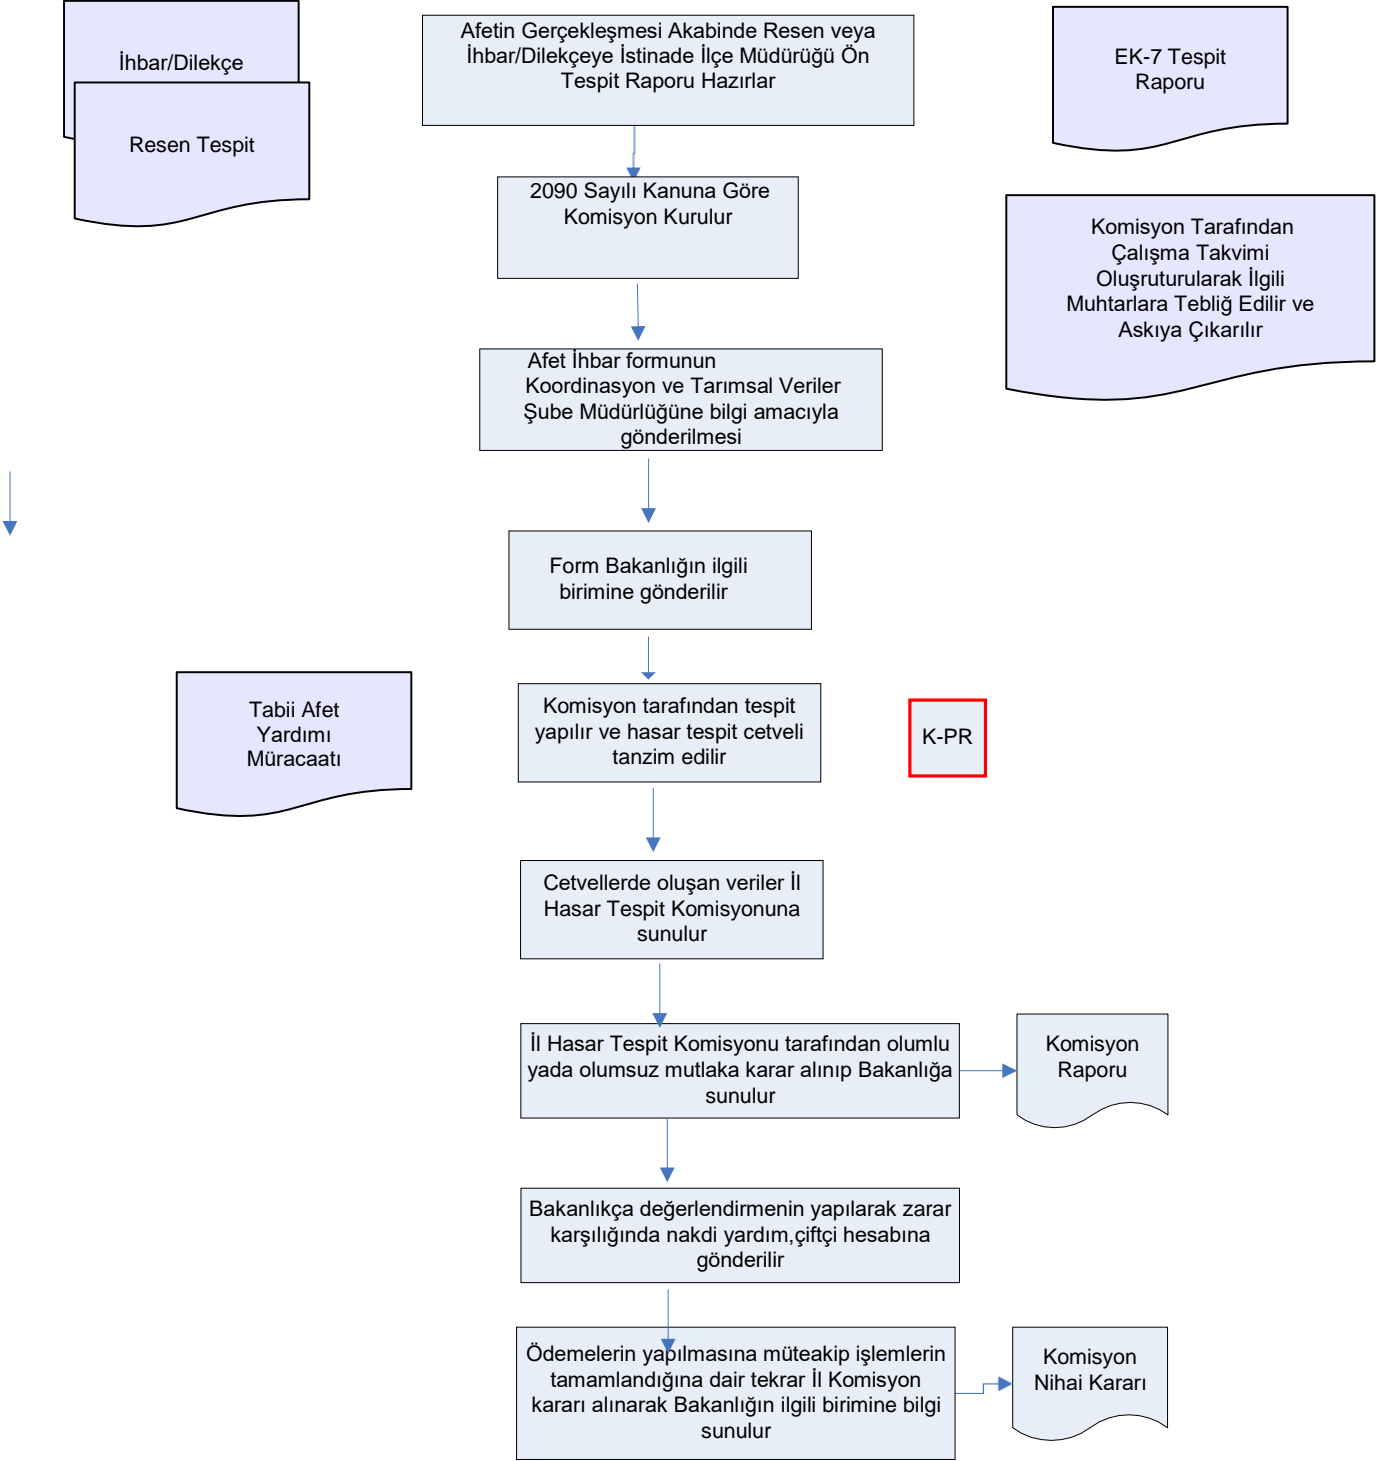 İhbar/Dilekçe
Resen Tespit
Afetin Gerçekleşmesi Akabinde Resen veya
İhbar/Dilekçeye İstinade İlçe Müdürüğü Ön
Tespit Raporu Hazırlar
EK-7 Tespit
Raporu
2090 Sayılı Kanuna Göre
Komisyon Kurulur
Komisyon Tarafından
Çalışma Takvimi
Oluşruturularak İlgili
Muhtarlara Tebliğ Edilir ve
Askıya Çıkarılır
Afet İhbar formunun
Koordinasyon ve Tarımsal Veriler
Şube Müdürlüğüne bilgi amacıyla
gönderilmesi
Form Bakanlığın ilgili
birimine gönderilir
Tabii Afet
Yardımı
Müracaatı
Komisyon tarafından tespit
yapılır ve hasar tespit cetveli
tanzim edilir
K-PR
Cetvellerde oluşan veriler İl
Hasar Tespit Komisyonuna
sunulur
İl Hasar Tespit Komisyonu tarafından olumlu
yada olumsuz mutlaka karar alınıp Bakanlığa
sunulur
Komisyon
Raporu
Bakanlıkça değerlendirmenin yapılarak zarar
karşılığında nakdi yardım,çiftçi hesabına
gönderilir
Ödemelerin yapılmasına müteakip işlemlerin
tamamlandığına dair tekrar İl Komisyon
kararı alınarak Bakanlığın ilgili birimine bilgi
sunulur
Komisyon
Nihai Kararı